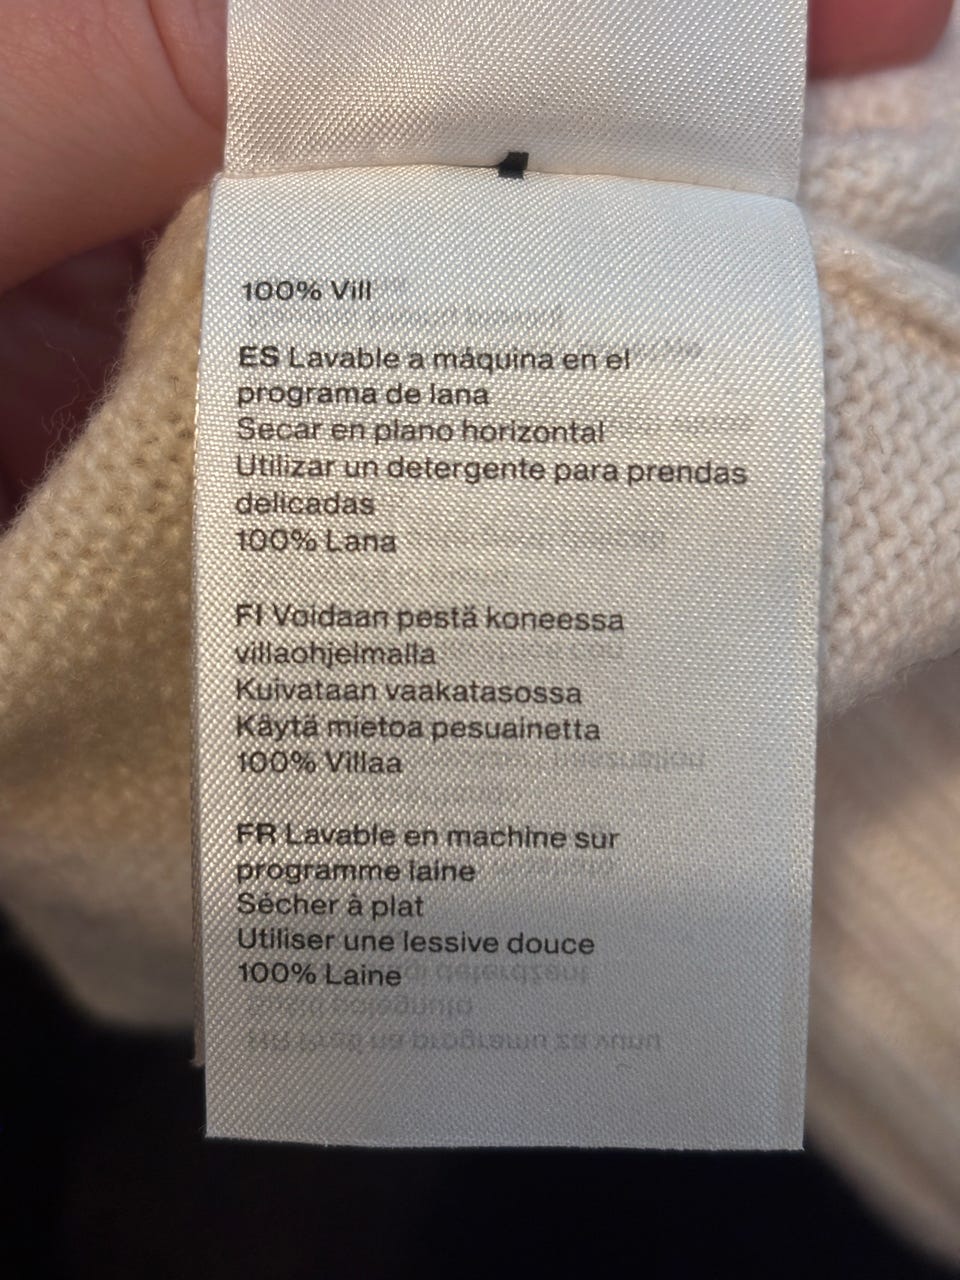 100% Vill
ES Lavable a máquina en el
programa de lana
Secar en plano horizontal
Utilizar un detergente para prendas
delicadas
100% Lana
FI Voidaan pestä koneessa
villaohjelmalla
Kuivataan vaakatasossa
Käytä mietoa pesuainetta
100% Villaa
FR Lavable en machine sur
programme laine
Sécher à plat
Utiliser une lessive douce
100% Laine